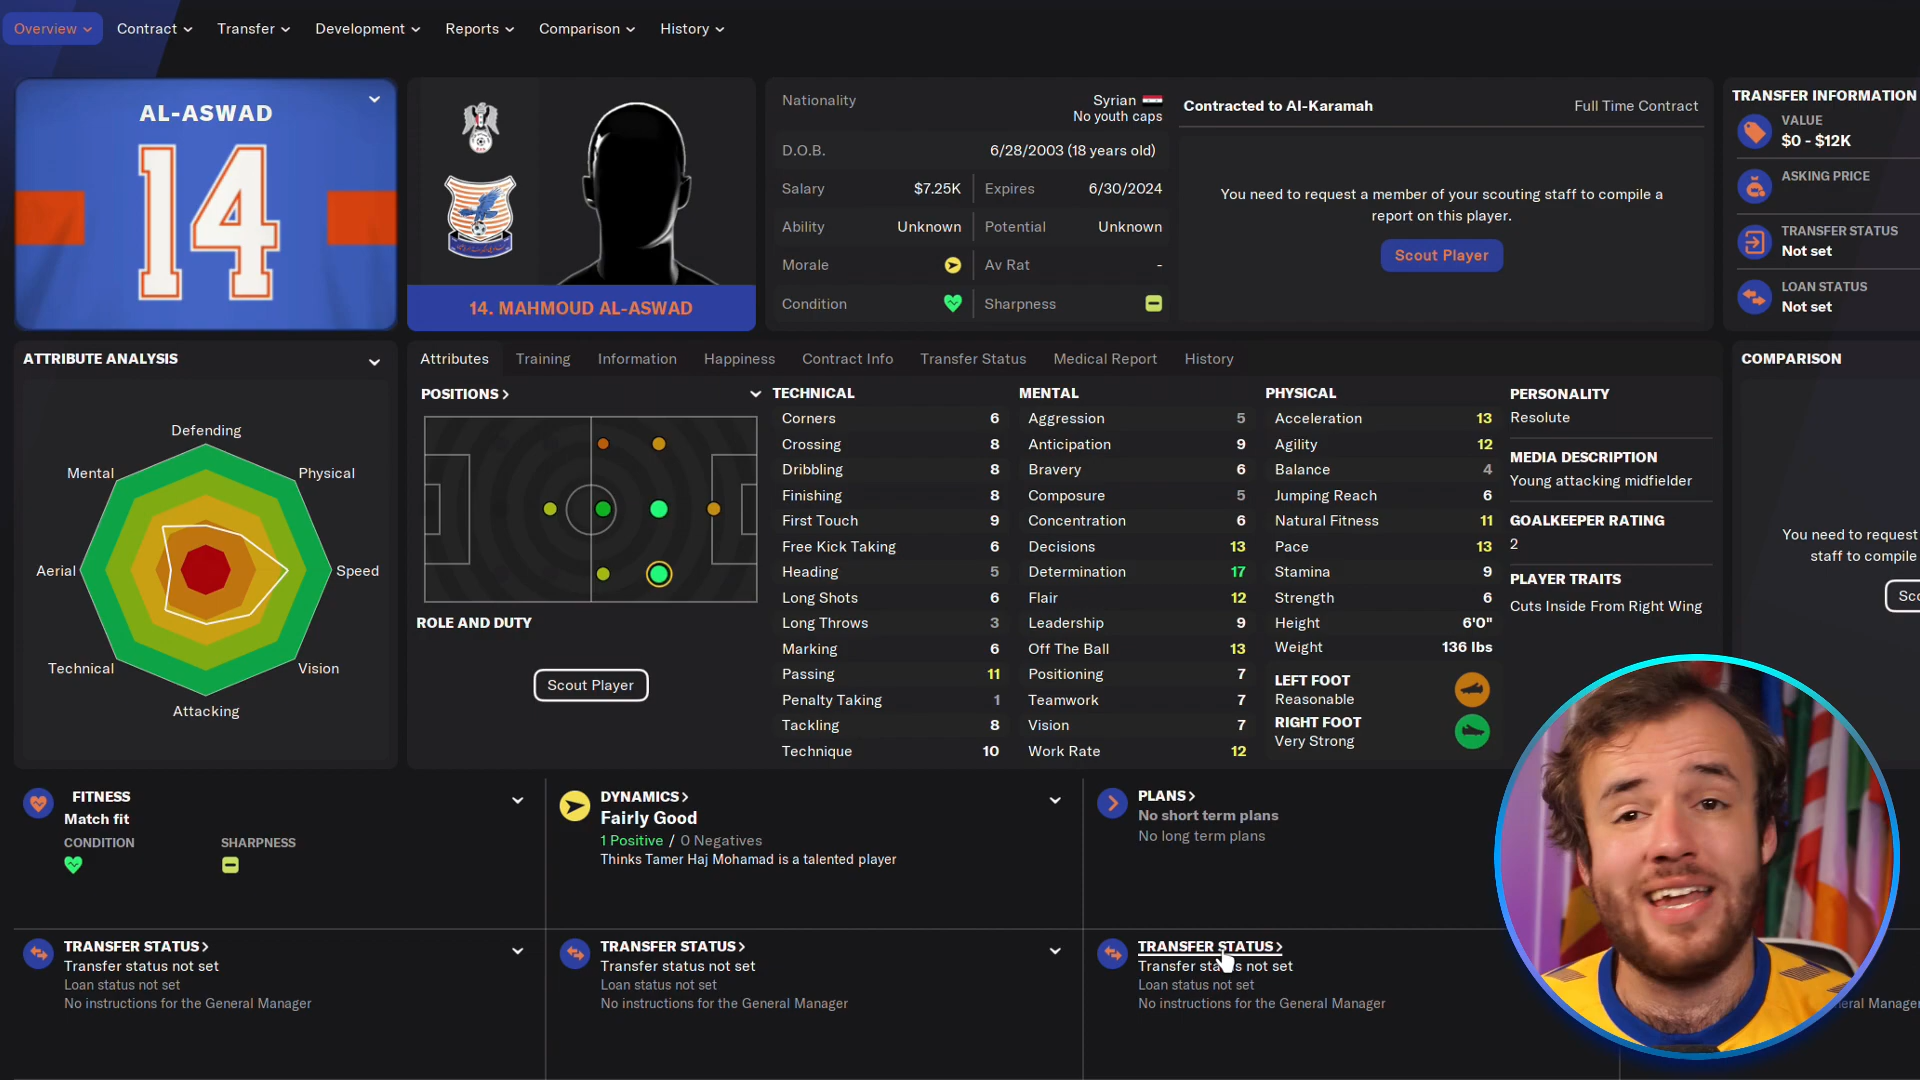 Overview
Contract
Transfer
Development
Reports
Comparison
History
AL-ASWAD
14
14. MAHMOUD AL-ASWAD
Nationality
Syrian
No youth caps
D.O.B.
6/28/2003 (18 years old)
Salary $7.25K Expires 6/30/2024
Ability Unknown Potential Unknown
Morale Av Rat -
Condition Sharpness
Contracted to Al-Karamah
Full Time Contract
You need to request a member of your scouting staff to compile a
report on this player.
Scout Player
TRANSFER INFORMATION
VALUE
$0 - $12K
ASKING PRICE
TRANSFER STATUS
Not set
LOAN STATUS
Not set
ATTRIBUTE ANALYSIS
Defending
Mental
Physical
Aerial
Speed
Technical
Vision
Attacking
Attributes
Training
Information
Happiness
Contract Info
Transfer Status
Medical Report
History
POSITIONS
ROLE AND DUTY
Scout Player
TECHNICAL
Corners 6
Crossing 8
Dribbling 8
Finishing 8
First Touch 9
Free Kick Taking 6
Heading 5
Long Shots 6
Long Throws 3
Marking 6
Passing 11
Penalty Taking 1
Tackling 8
Technique 10
MENTAL
Aggression 5
Anticipation 9
Bravery 6
Composure 5
Concentration 6
Decisions 13
Determination 17
Flair 12
Leadership 9
Off The Ball 13
Positioning 7
Teamwork 7
Vision 7
Work Rate 12
PHYSICAL
Acceleration 13
Agility 12
Balance 4
Jumping Reach 6
Natural Fitness 11
Pace 13
Stamina 9
Strength 6
Height 6'0"
Weight 136 lbs
LEFT FOOT
Reasonable
RIGHT FOOT
Very Strong
PERSONALITY
Resolute
MEDIA DESCRIPTION
Young attacking midfielder
GOALKEEPER RATING
2
PLAYER TRAITS
Cuts Inside From Right Wing
COMPARISON
You need to request
staff to compile
Sco
FITNESS
Match fit
CONDITION
SHARPNESS
DYNAMICS
Fairly Good
1 Positive / 0 Negatives
Thinks Tamer Haj Mohamad is a talented player
PLANS
No short term plans
No long term plans
TRANSFER STATUS
Transfer status not set
Loan status not set
No instructions for the General Manager
TRANSFER STATUS
Transfer status not set
Loan status not set
No instructions for the General Manager
TRANSFER STATUS
Transfer status not set
Loan status not set
No instructions for the General Manager
eral Manager